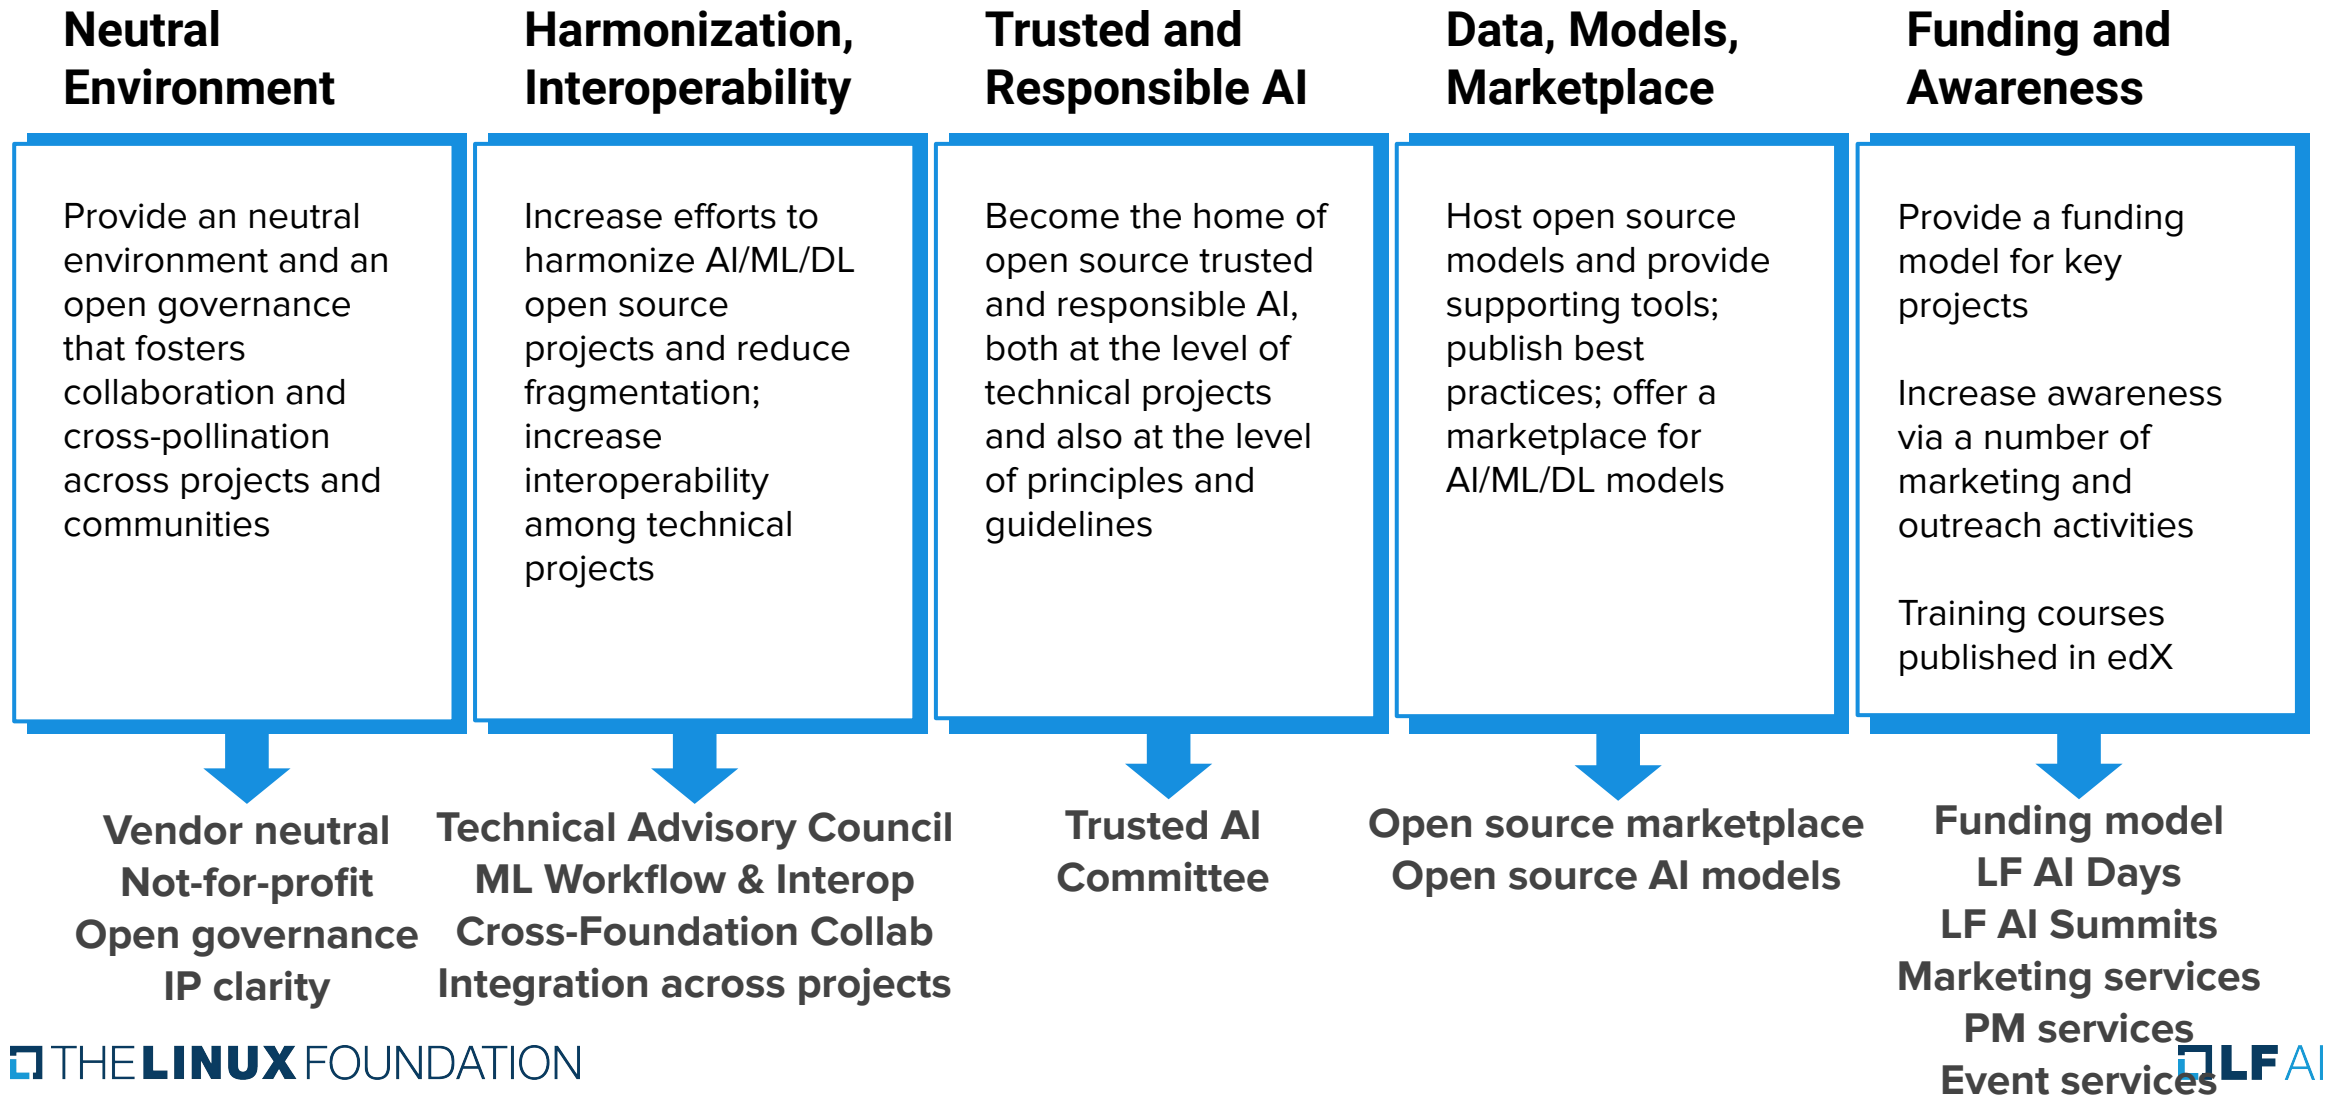 Neutral
Environment
Provide an neutral
environment and an
open governance
that fosters
collaboration and
cross-pollination
across projects and
communities
Vendor neutral
Not-for-profit
Open governance
IP clarity
Harmonization,
Interoperability
Increase efforts to
harmonize AI/ML/DL
open source
projects and reduce
fragmentation;
increase
interoperability
among technical
projects
Technical Advisory Council
ML Workflow & Interop
Cross-Foundation Collab
Integration across projects
Trusted and
Responsible AI
Become the home of
open source trusted
and responsible AI,
both at the level of
technical projects
and also at the level
of principles and
guidelines
Trusted AI
Committee
Data, Models,
Marketplace
Host open source
models and provide
supporting tools;
publish best
practices; offer a
marketplace for
AI/ML/DL models
Open source marketplace
Open source AI models
Funding and
Awareness
Provide a funding
model for key
projects
Increase awareness
via a number of
marketing and
outreach activities
Training courses
published in edX
Funding model
LF AI Days
LF AI Summits
Marketing services
PM services
Event services
THE LINUX FOUNDATION
LF AI